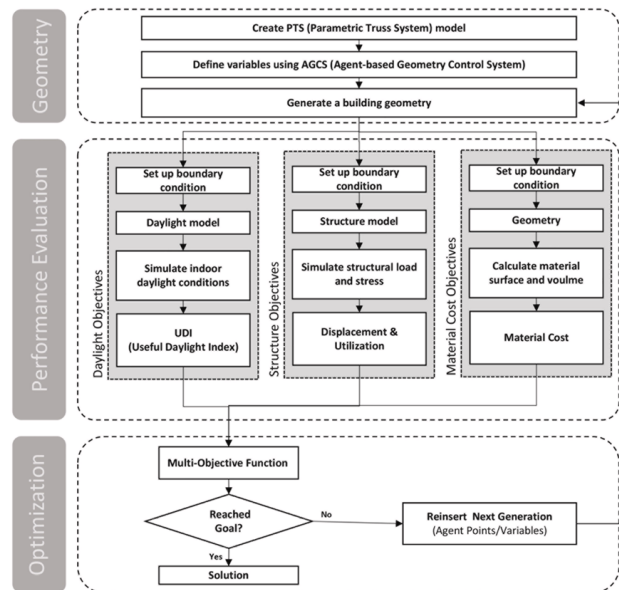 Geometry
Create PTS (Parametric Truss System) model
Define variables using AGCS (Agent-based Geometry Control System)
Generate a building geometry
Performance Evaluation
Daylight Objectives
Set up boundary
condition
Daylight model
Simulate indoor
daylight conditions
UDI
(Useful Daylight Index)
Structure Objectives
Set up boundary
condition
Structure model
Simulate structural load
and stress
Displacement &
Utilization
Material Cost Objectives
Set up boundary
condition
Geometry
Calculate material
surface and voulme
Material Cost
Optimization
Multi-Objective Function
Reached
Goal?
No
Yes
Reinsert Next Generation
(Agent Points/Variables)
Solution